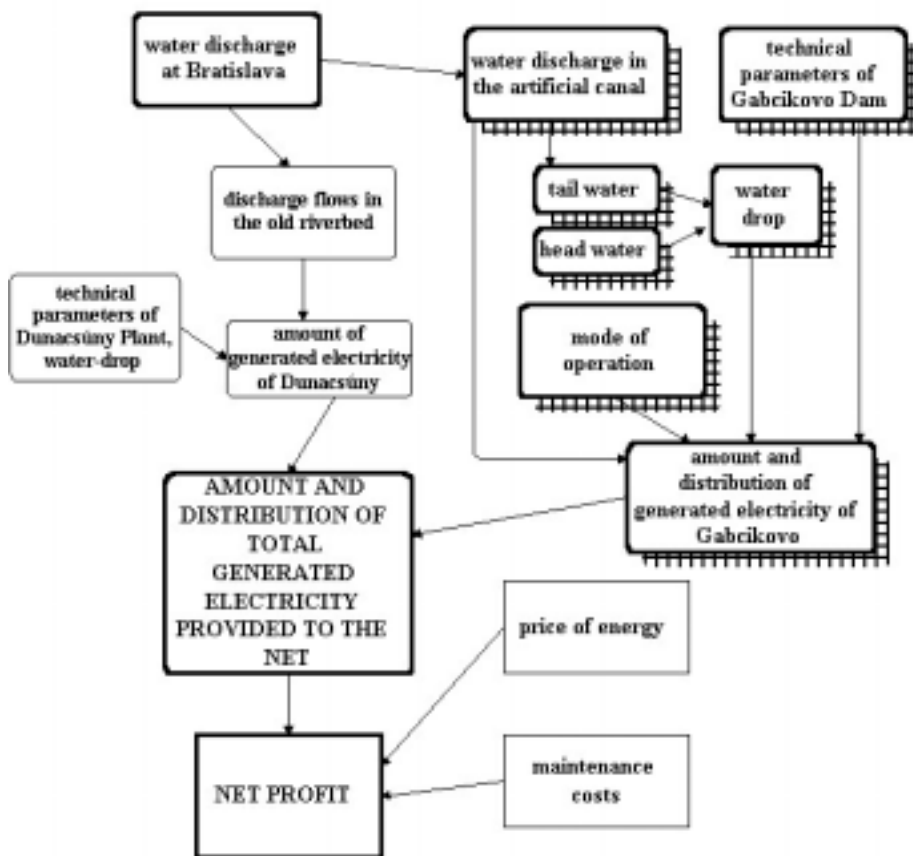 water discharge
at Bratislava
water discharge in
the artificial canal
technical
parameters of
Gabcikovo Dam
tail water
head water
water
drop
discharge flows in
the old riverbed
technical
parameters of
Dunacsúny Plant,
water-drop
amount of
generated electricity
of Dunacsúny
mode of
operation
amount and
distribution of
generated electricity of
Gabcikovo
AMOUNT AND
DISTRIBUTION OF
TOTAL
GENERATED
ELECTRICITY
PROVIDED TO THE
NET
price of energy
NET PROFIT
maintenance
costs